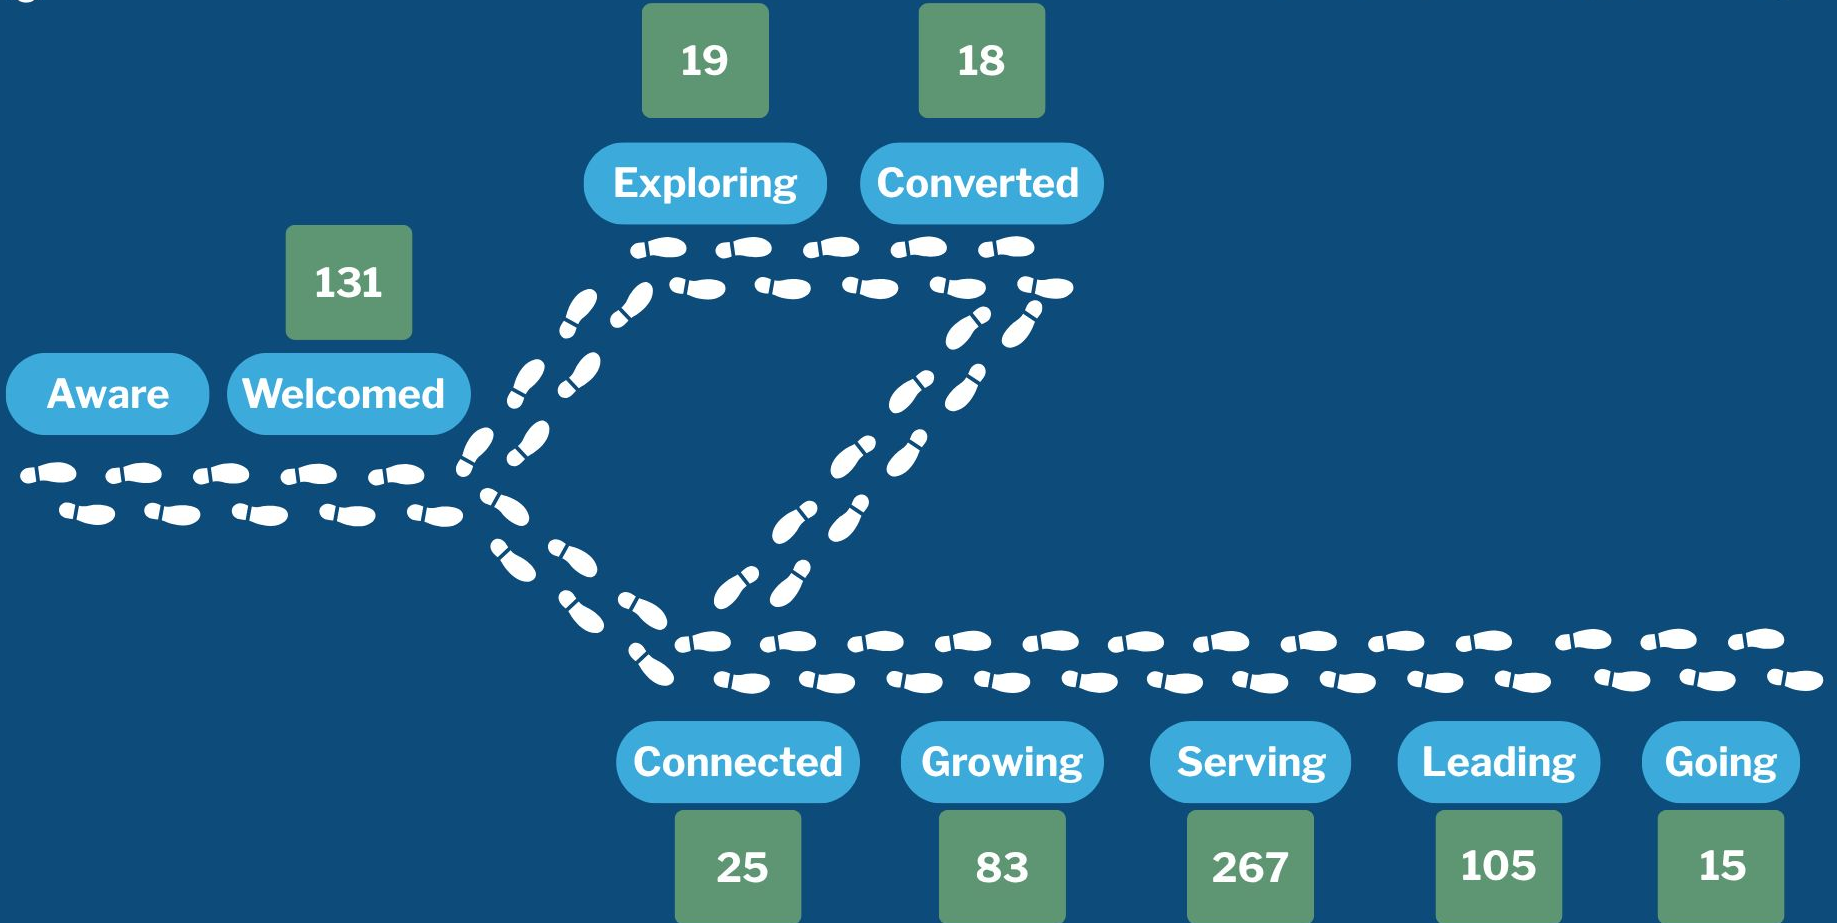 19
18
Exploring
Converted
131
Aware
Welcomed
Connected
Growing
Serving
Leading
Going
25
83
267
105
15